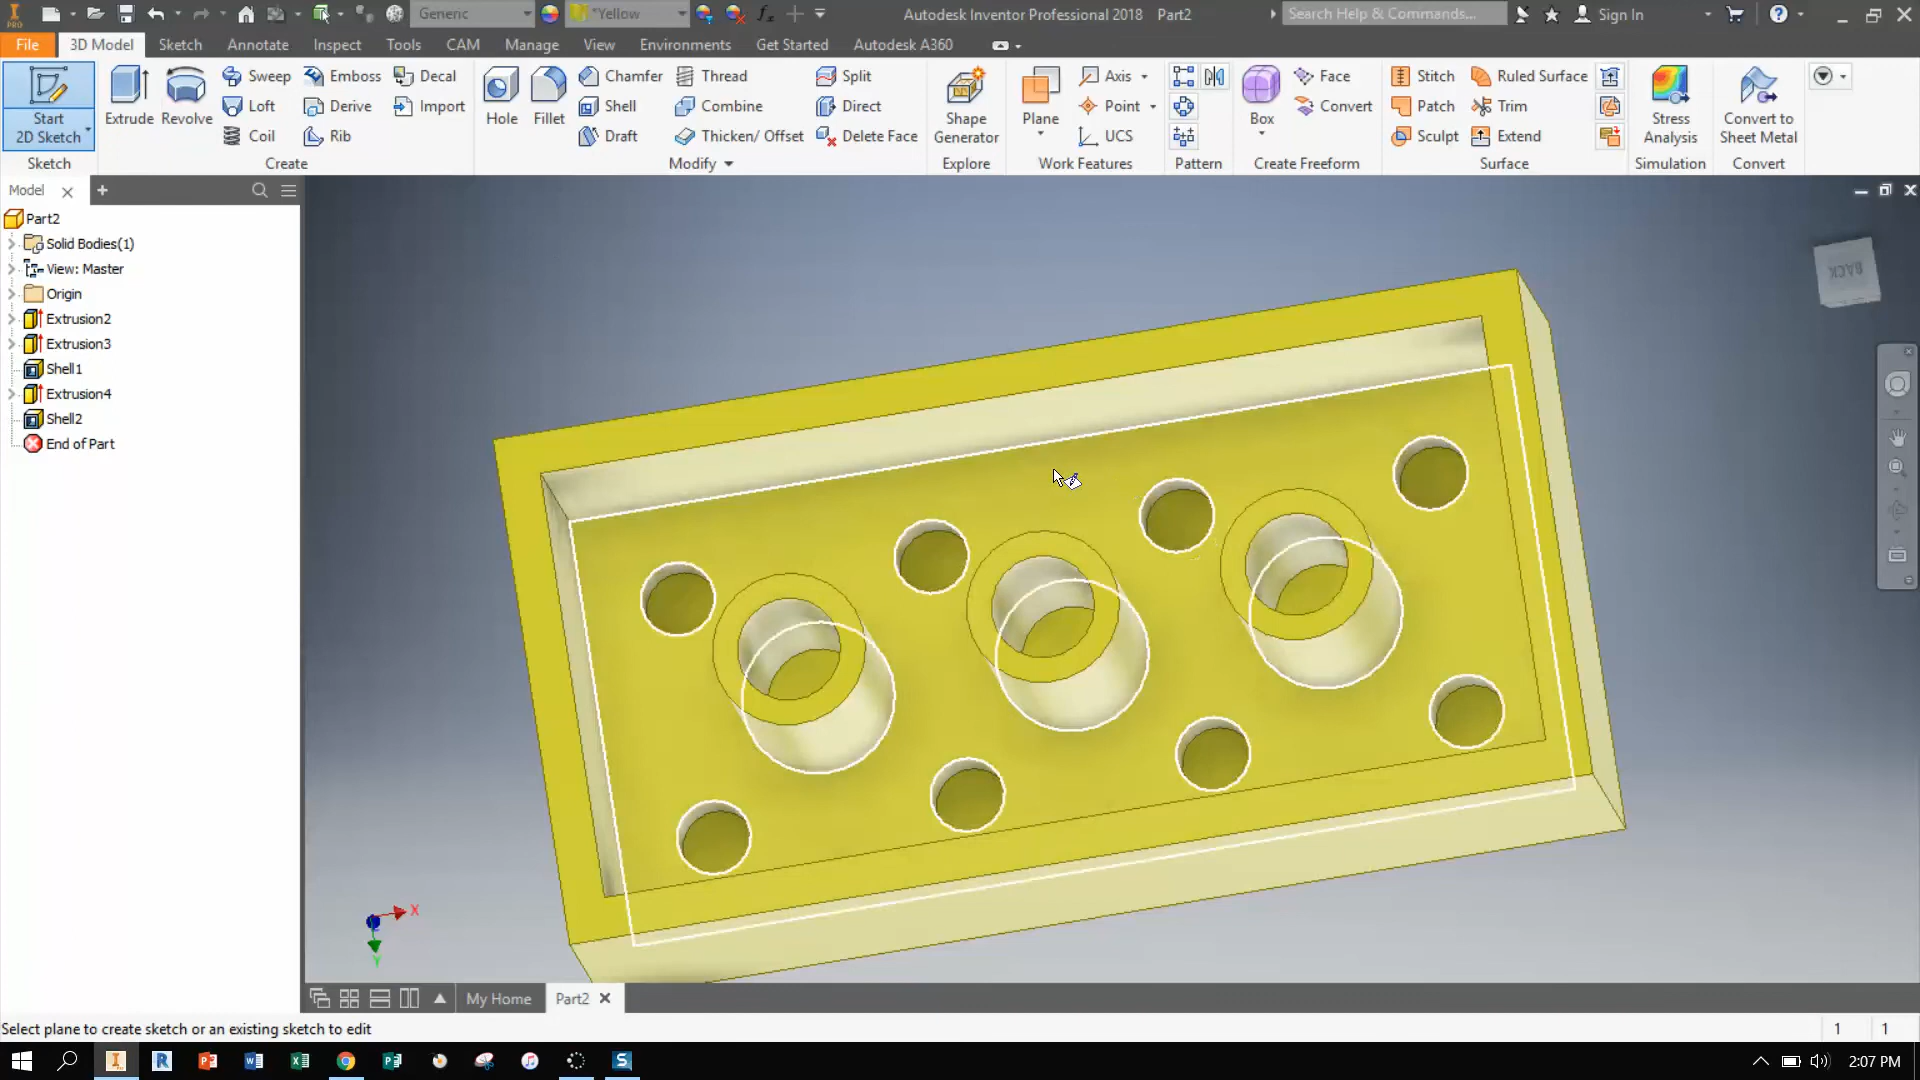 PRO
Generic
*Yellow
fx
Autodesk Inventor Professional 2018 Part2
Search Help & Commands...
Sign In
File
3D Model
Sketch
Annotate
Inspect
Tools
CAM
Manage
View
Environments
Get Started
Autodesk A360
Start
2D Sketch
Sketch
Extrude
Revolve
Sweep
Loft
Coil
Emboss
Derive
Rib
Decal
Import
Create
Hole
Fillet
Chamfer
Shell
Draft
Thread
Combine
Thicken/ Offset
Split
Direct
Delete Face
Modify
Shape
Generator
Explore
Plane
Axis
Point
UCS
Work Features
Pattern
Box
Face
Convert
Create Freeform
Stitch
Patch
Sculpt
Ruled Surface
Trim
Extend
Surface
Stress
Analysis
Simulation
Convert to
Sheet Metal
Convert
Model
Part2
Solid Bodies(1)
View: Master
Origin
Extrusion2
Extrusion3
Shell1
Extrusion4
Shell2
End of Part
BACK
X
Y
My Home
Part2
Select plane to create sketch or an existing sketch to edit
1 1
2:07 PM